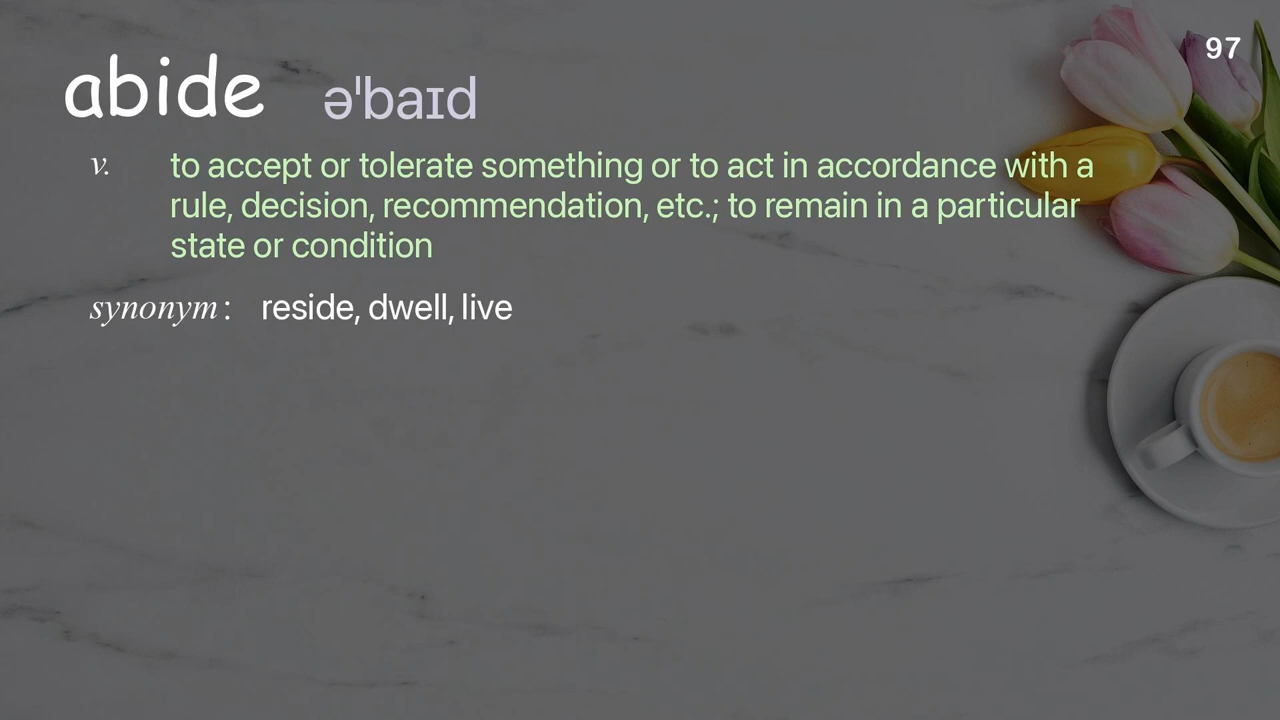 97
abide əˈbaɪd
v. to accept or tolerate something or to act in accordance with a
rule, decision, recommendation, etc.; to remain in a particular
state or condition
synonym : reside, dwell, live